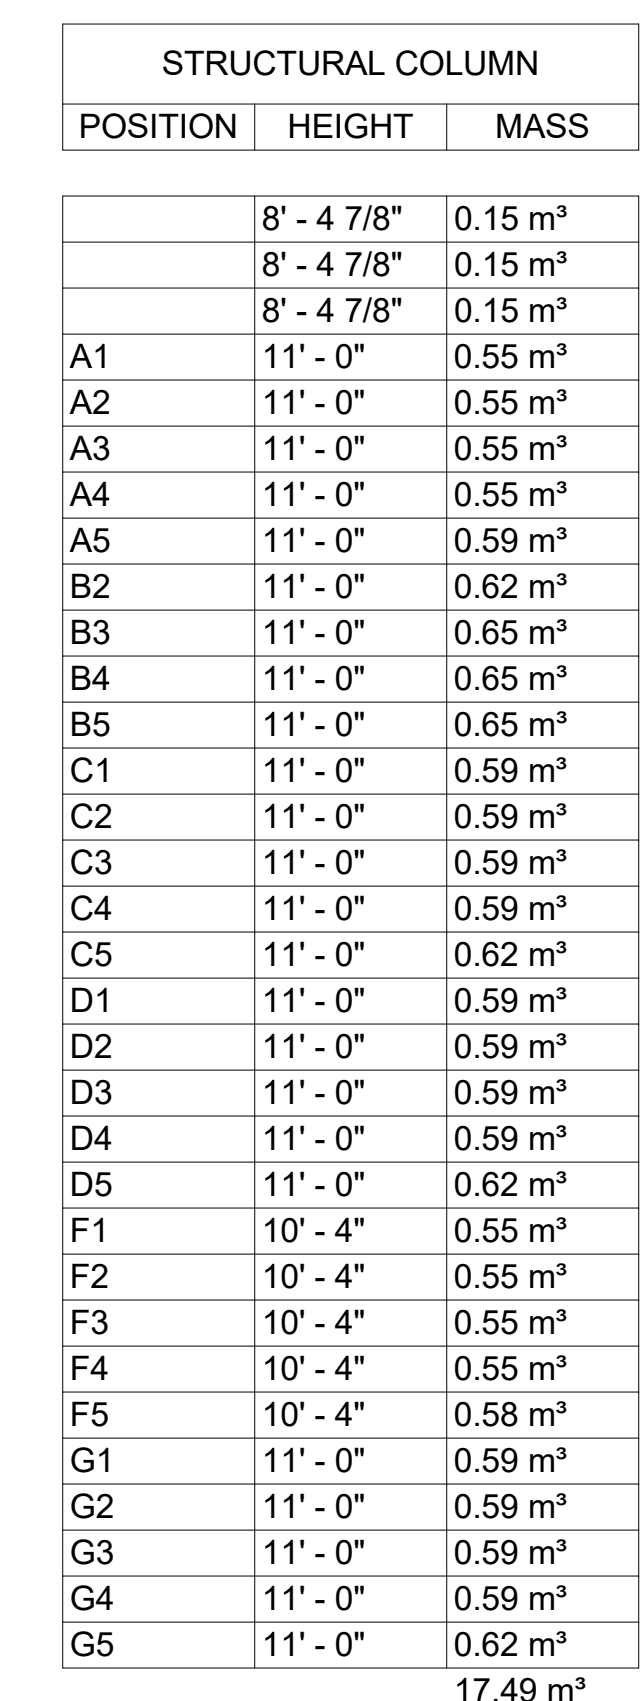 STRUCTURAL COLUMN
POSITION HEIGHT MASS
8' - 4 7/8" 0.15 m³
8' - 4 7/8" 0.15 m³
8' - 4 7/8" 0.15 m³
A1 11' - 0" 0.55 m³
A2 11' - 0" 0.55 m³
A3 11' - 0" 0.55 m³
A4 11' - 0" 0.55 m³
A5 11' - 0" 0.59 m³
B2 11' - 0" 0.62 m³
B3 11' - 0" 0.65 m³
B4 11' - 0" 0.65 m³
B5 11' - 0" 0.65 m³
C1 11' - 0" 0.59 m³
C2 11' - 0" 0.59 m³
C3 11' - 0" 0.59 m³
C4 11' - 0" 0.59 m³
C5 11' - 0" 0.62 m³
D1 11' - 0" 0.59 m³
D2 11' - 0" 0.59 m³
D3 11' - 0" 0.59 m³
D4 11' - 0" 0.59 m³
D5 11' - 0" 0.62 m³
F1 10' - 4" 0.55 m³
F2 10' - 4" 0.55 m³
F3 10' - 4" 0.55 m³
F4 10' - 4" 0.55 m³
F5 10' - 4" 0.58 m³
G1 11' - 0" 0.59 m³
G2 11' - 0" 0.59 m³
G3 11' - 0" 0.59 m³
G4 11' - 0" 0.59 m³
G5 11' - 0" 0.62 m³
17.49 m³